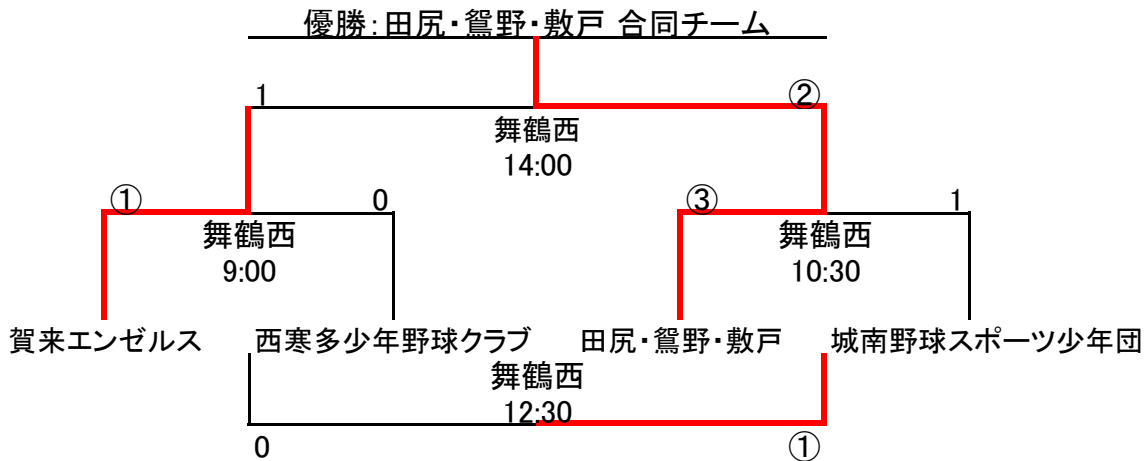 優勝:田尻・鴛野・敷戸 合同チーム
1 ②
舞鶴西
14:00
① 0 ③ 1
舞鶴西 舞鶴西
9:00 10:30
賀来エンゼルス 西寒多少年野球クラブ 田尻・鴛野・敷戸 城南野球スポーツ少年団
舞鶴西
12:30
0 ①